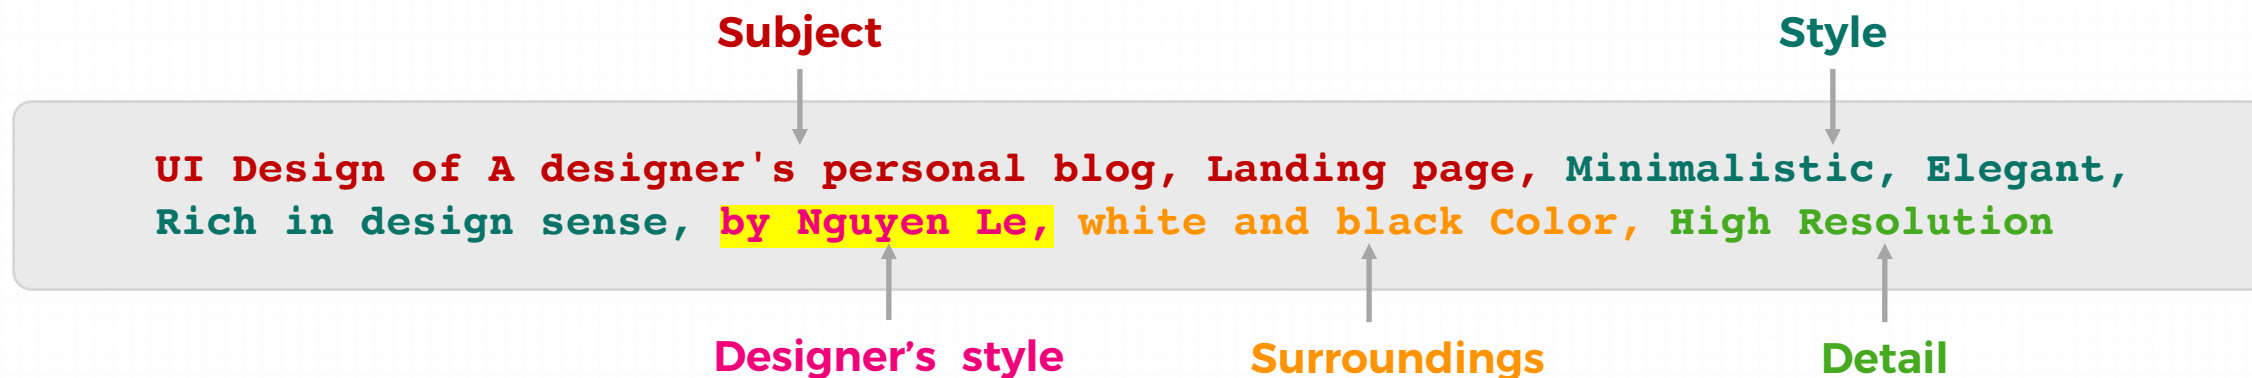 Subject
Style
UI Design of A designer's personal blog, Landing page, Minimalistic, Elegant,
Rich in design sense, by Nguyen Le, white and black Color, High Resolution
Designer’s style
Surroundings
Detail